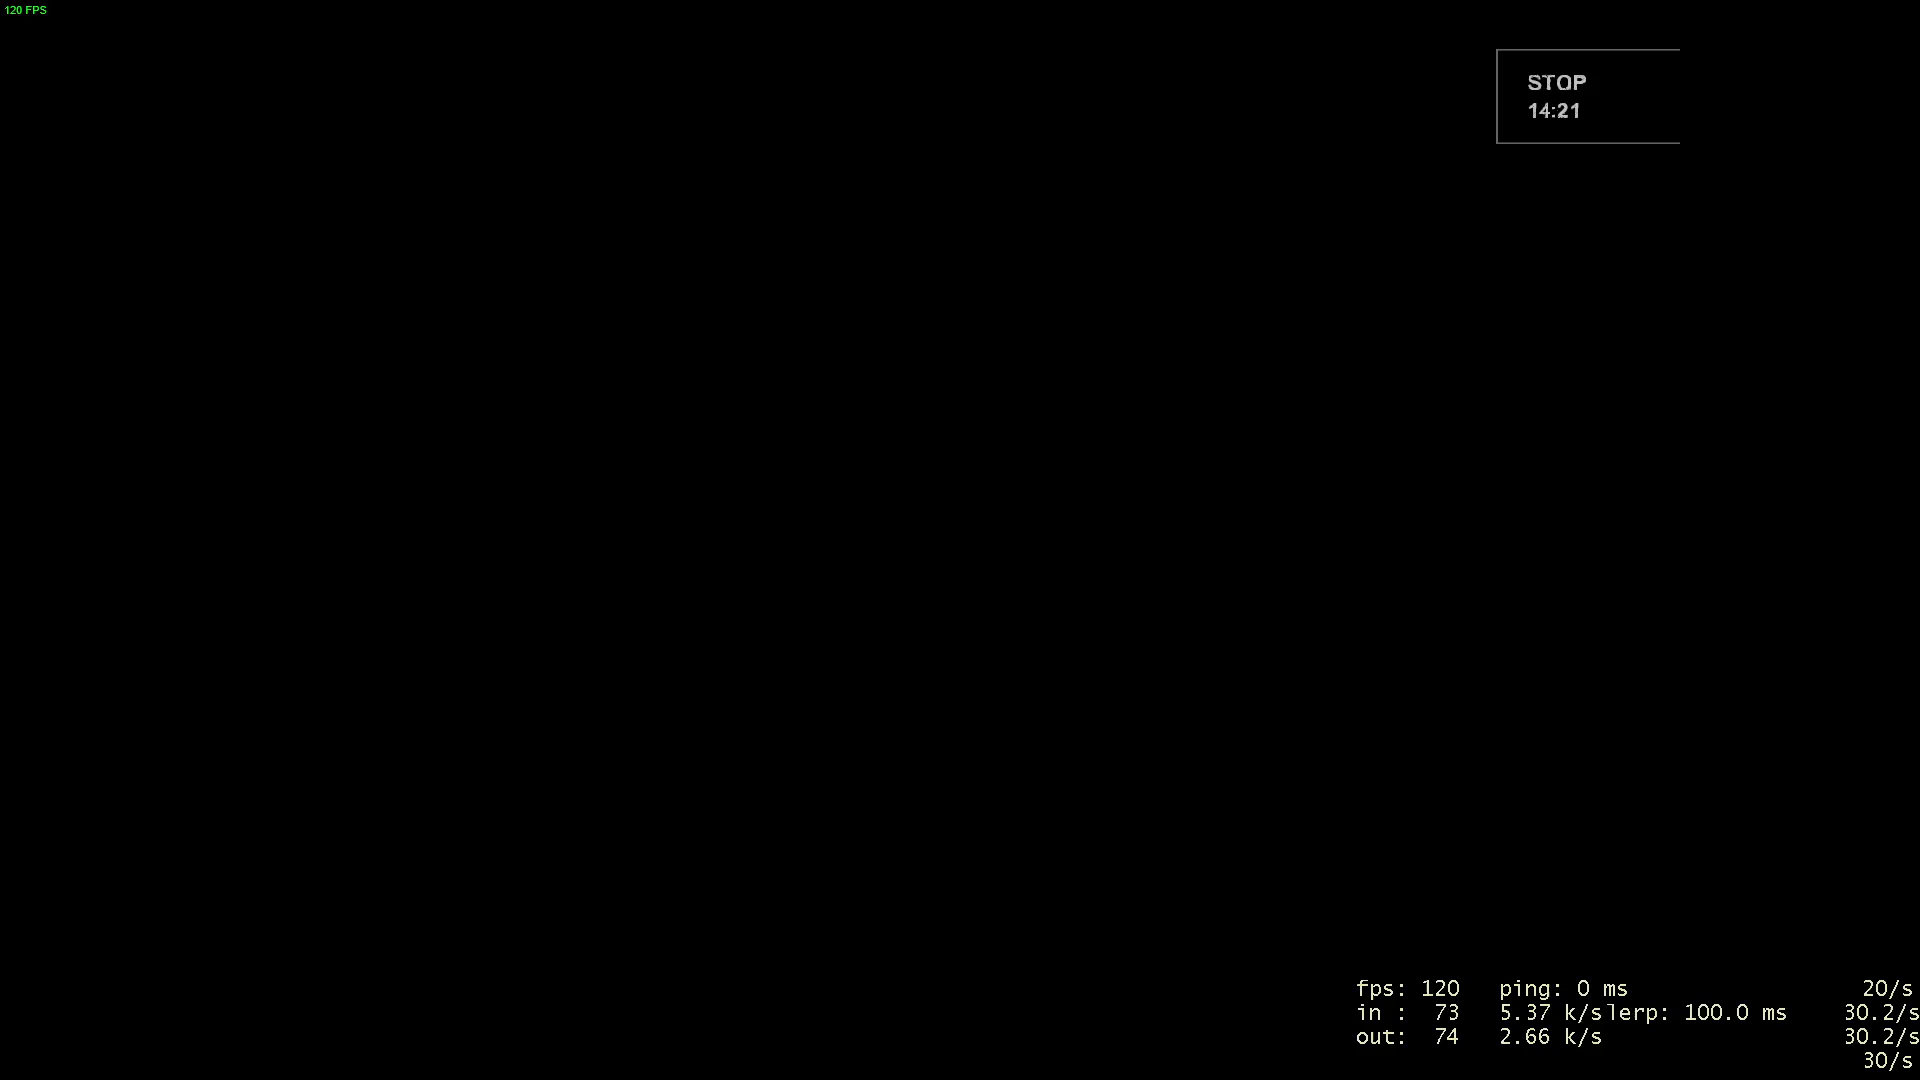 120 FPS
STOP
14:21
fps: 120 ping: 0 ms 20/s
in : 73 5.37 k/s lerp: 100.0 ms 30.2/s
out: 74 2.66 k/s 30.2/s
30/s